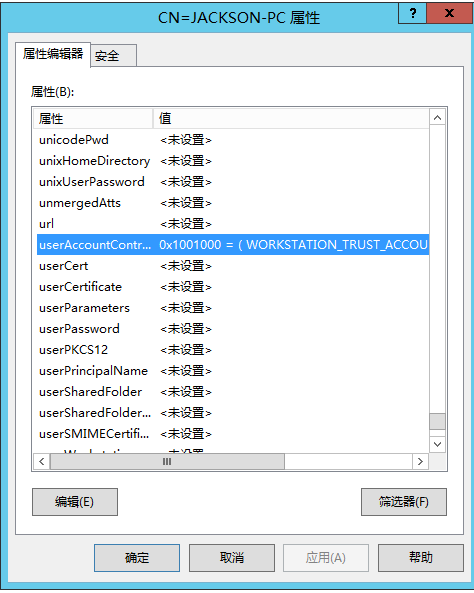 CN=JACKSON-PC 属性
? x
属性编辑器 安全
属性(B):
属性 值
unicodePwd <未设置>
unixHomeDirectory <未设置>
unixUserPassword <未设置>
unmergedAtts <未设置>
url <未设置>
userAccountContr... 0x1001000 = ( WORKSTATION_TRUST_ACCOU
userCert <未设置>
userCertificate <未设置>
userParameters <未设置>
userPassword <未设置>
userPKCS12 <未设置>
userPrincipalName <未设置>
userSharedFolder <未设置>
userSharedFolder... <未设置>
userSMIMECertifi... <未设置>
编辑(E) 筛选器(F)
确定 取消 应用(A) 帮助